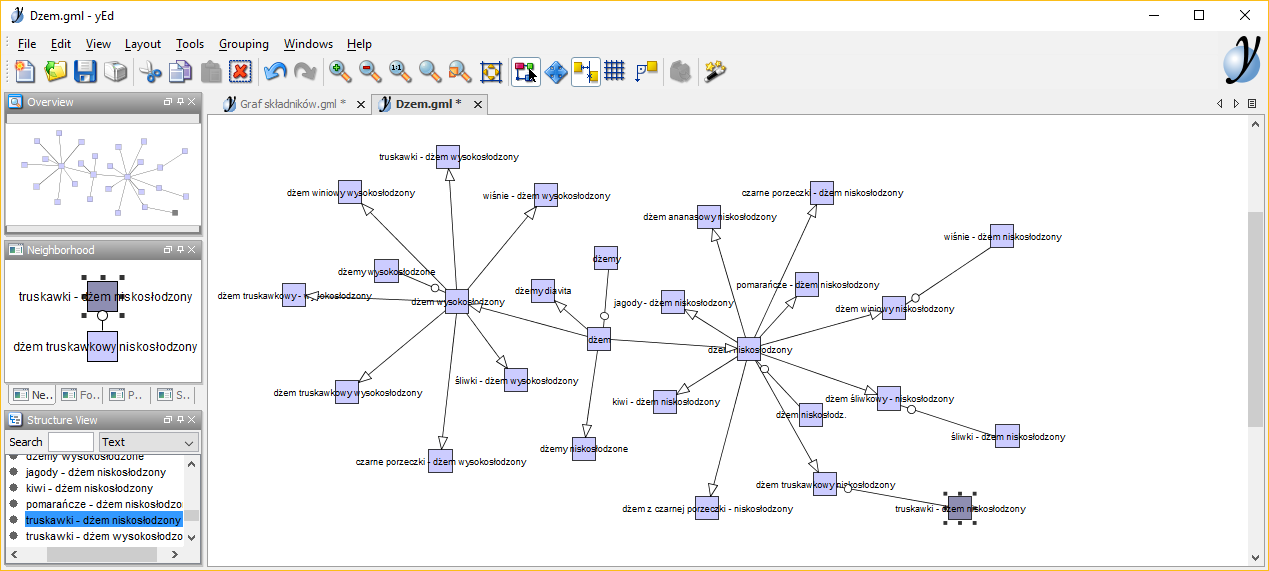 Dzem.gml - yEd
File Edit View Layout Tools Grouping Windows Help
Overview
Graf składników.gml *
Dzem.gml *
Neighborhood
truskawki - dżem niskosłodzony
dżem truskawkowy niskosłodzony
Ne.. Fo.. P.. S..
Structure View
Search Text
dżemy wysokosłodzone
jagody - dżem niskosłodzony
kiwi - dżem niskosłodzony
pomarańcze - dżem niskosłodzo
truskawki - dżem niskosłodzony
truskawki - dżem wysokosłodzo
truskawki - dżem wysokosłodzony
dżem winiowy wysokosłodzony
wiśnie - dżem wysokosłodzony
czarne porzeczki - dżem niskosłodzony
dżem ananasowy niskosłodzony
wiśnie - dżem niskosłodzony
dżemy
dżemy wysokosłodzone
pomarańcze - dżem niskosłodzony
dżem truskawkowy -
dżemy diavita
dżem wysokosłodzony
jagody - dżem niskosłodzony
dżem winiowy niskosłodzony
dżem
niskosłodzony
śliwki - dżem wysokosłodzony
dżem truskawkowy wysokosłodzony
kiwi - dżem niskosłodzony
dżem śliwkowy - niskosłodzony
dżem niskosłodz.
śliwki - dżem niskosłodzony
dżemy niskosłodzone
czarne porzeczki - dżem wysokosłodzony
dżem truskawkowy niskosłodzony
dżem z czarnej porzeczki - niskosłodzony
truskawki - dżem niskosłodzony